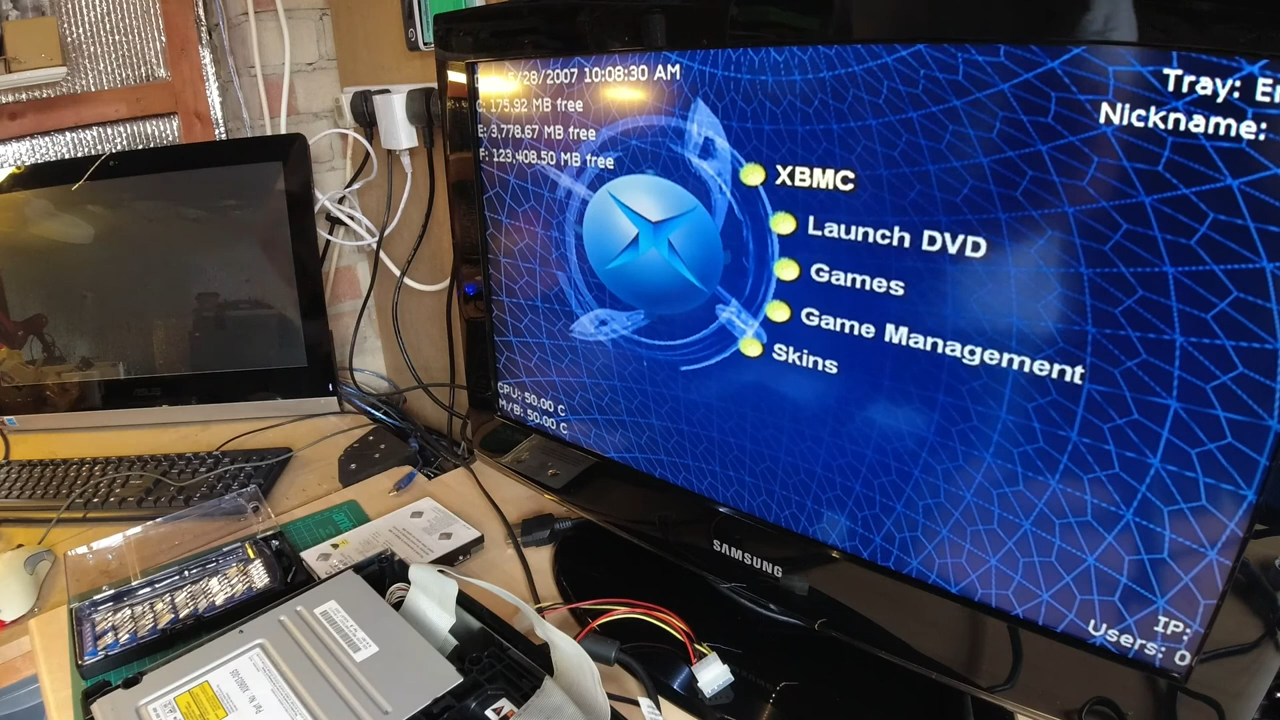 5/28/2007 10:08:30 AM
C: 175.92 MB free
E: 3,778.67 MB free
F: 123,408.50 MB free
Tray:
Nickname:
XBMC
Launch DVD
Games
Game Management
Skins
CPU: 50.00 C
M/B: 50.00 C
IP:
Users: 0
SAMSUNG
ASUS